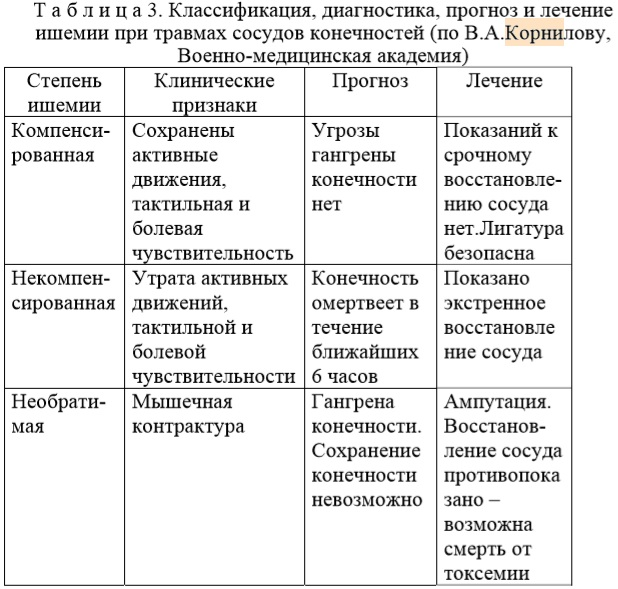 Т а б л и ц а 3. Классификация, диагностика, прогноз и лечение
ишемии при травмах сосудов конечностей (по В.А.Корнилову,
Военно-медицинская академия)
Степень
ишемии
Клинические
признаки
Прогноз
Лечение
Компенси-
рованная
Сохранены
активные
движения,
тактильная и
болевая
чувствительность
Угрозы
гангрены
конечности
нет
Показаний к
срочному
восстановле-
нию сосуда
нет.Лигатура
безопасна
Некомпен-
сированная
Утрата активных
движений,
тактильной и
болевой
чувствительности
Конечность
омертвеет в
течение
ближайших
6 часов
Показано
экстренное
восстановле
ние сосуда
Необрати-
мая
Мышечная
контрактура
Гангрена
конечности.
Сохранение
конечности
невозможно
Ампутация.
Восстанов-
ление сосуда
противопока
зано –
возможна
смерть от
токсемии